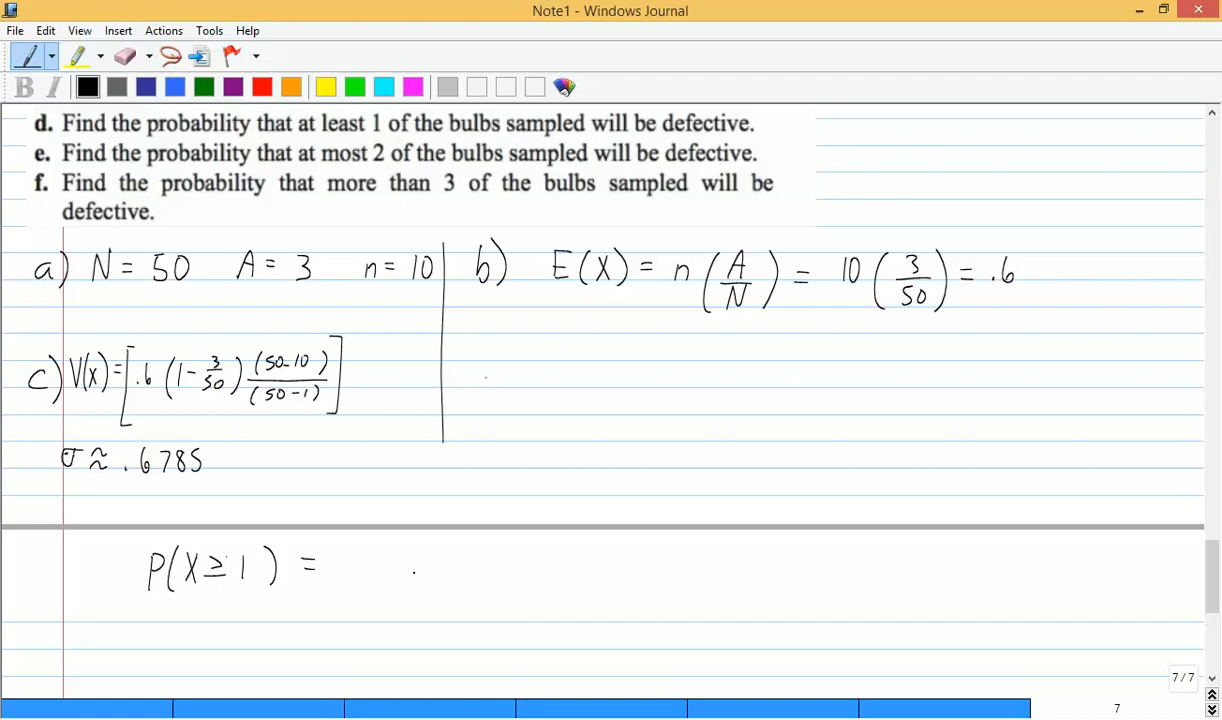 Note1 - Windows Journal
File Edit View Insert Actions Tools Help
B I
d. Find the probability that at least 1 of the bulbs sampled will be defective.
e. Find the probability that at most 2 of the bulbs sampled will be defective.
f. Find the probability that more than 3 of the bulbs sampled will be
defective.
a) N = 50 A = 3 n = 10
b) E(X) = n(A/N) = 10(3/50) = .6
c) V(x) = [.6 (1 - 3/50) (50-10)/(50-1)]
σ ≈ .6785
P(X ≥ 1) =
7 / 7
7